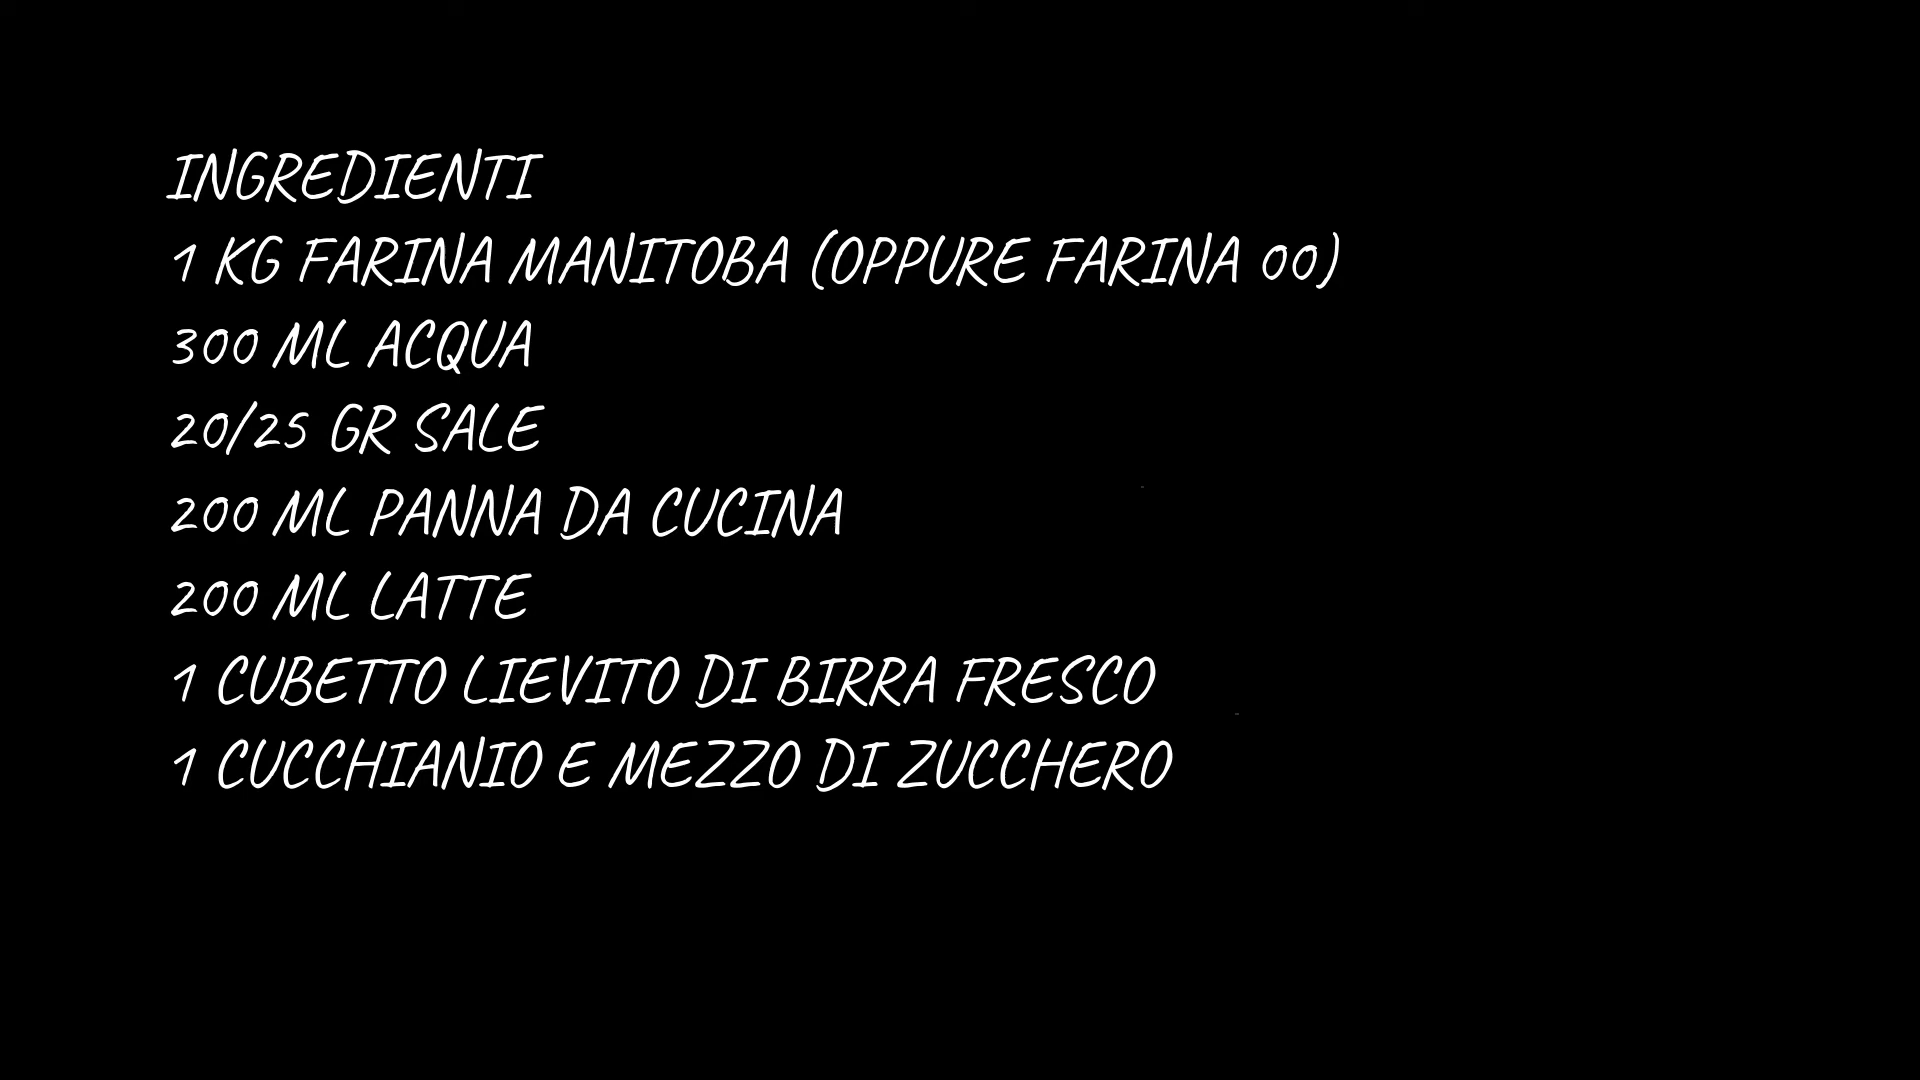 INGREDIENTI
1 KG FARINA MANITOBA (OPPURE FARINA 00)
300 ML ACQUA
20/25 GR SALE
200 ML PANNA DA CUCINA
200 ML LATTE
1 CUBETTO LIEVITO DI BIRRA FRESCO
1 CUCCHIANIO E MEZZO DI ZUCCHERO